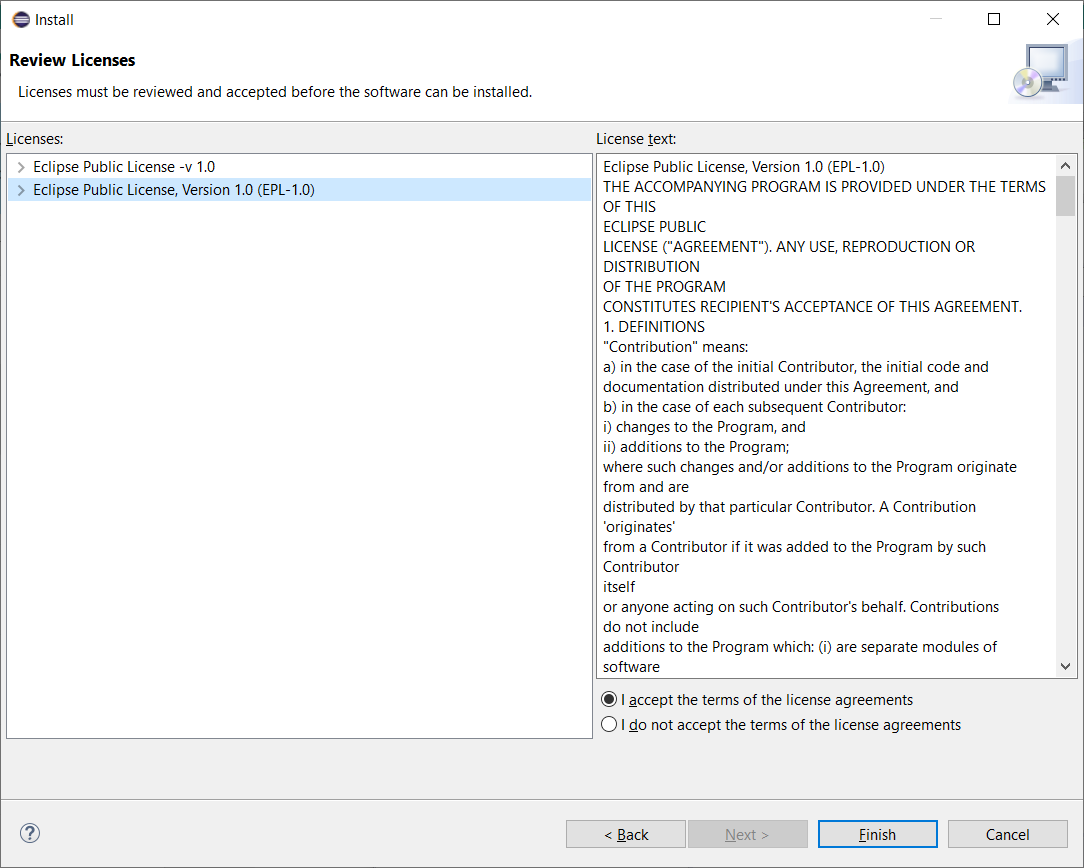 Install
Review Licenses
Licenses must be reviewed and accepted before the software can be installed.
Licenses:
Eclipse Public License -v 1.0
Eclipse Public License, Version 1.0 (EPL-1.0)
License text:
Eclipse Public License, Version 1.0 (EPL-1.0)
THE ACCOMPANYING PROGRAM IS PROVIDED UNDER THE TERMS
OF THIS
ECLIPSE PUBLIC
LICENSE ("AGREEMENT"). ANY USE, REPRODUCTION OR
DISTRIBUTION
OF THE PROGRAM
CONSTITUTES RECIPIENT'S ACCEPTANCE OF THIS AGREEMENT.
1. DEFINITIONS
"Contribution" means:
a) in the case of the initial Contributor, the initial code and
documentation distributed under this Agreement, and
b) in the case of each subsequent Contributor:
i) changes to the Program, and
ii) additions to the Program;
where such changes and/or additions to the Program originate
from and are
distributed by that particular Contributor. A Contribution
'originates'
from a Contributor if it was added to the Program by such
Contributor
itself
or anyone acting on such Contributor's behalf. Contributions
do not include
additions to the Program which: (i) are separate modules of
software
I accept the terms of the license agreements
I do not accept the terms of the license agreements
?
< Back
Next >
Finish
Cancel